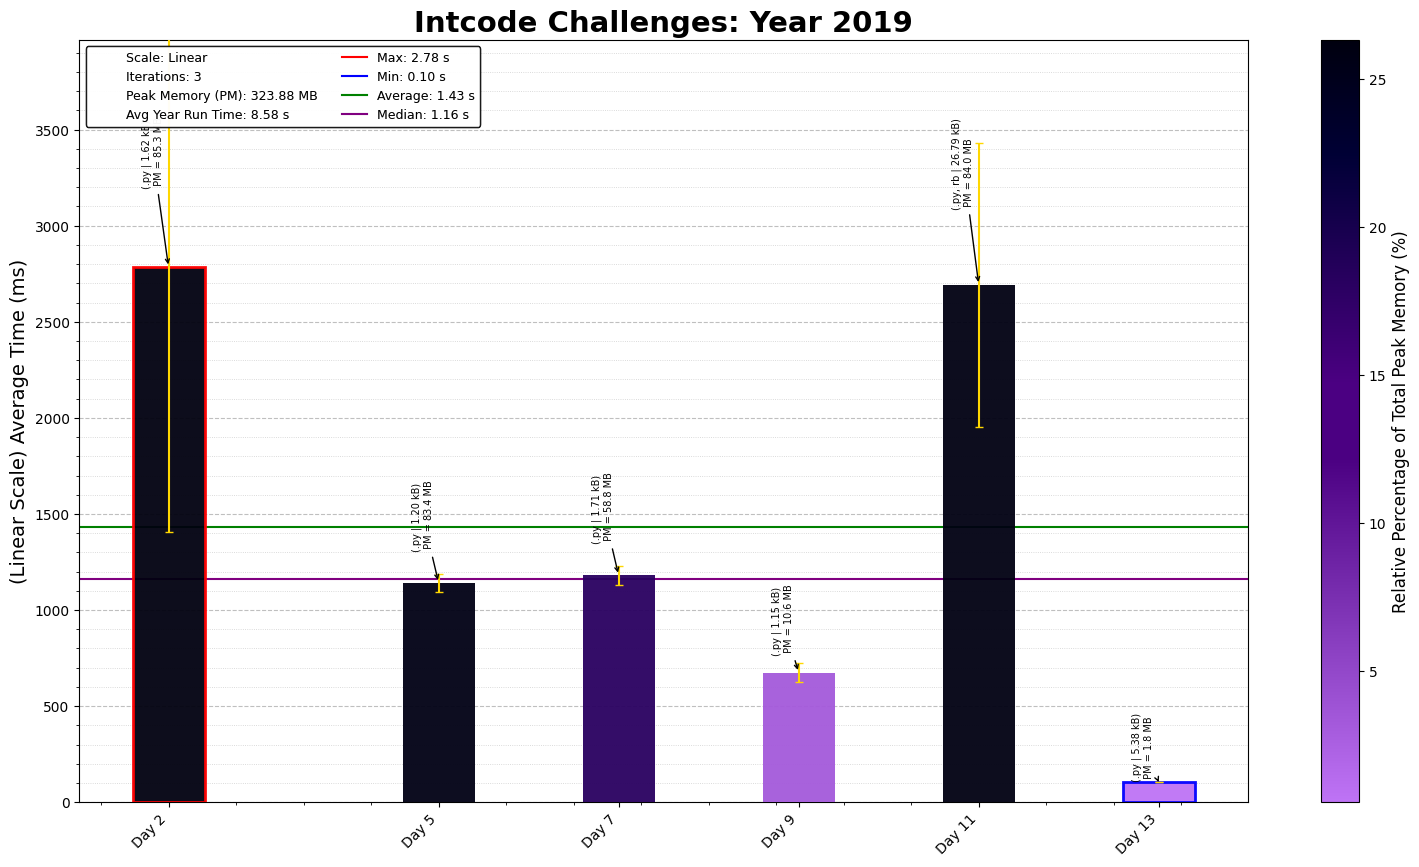 Intcode Challenges: Year 2019
Scale: Linear
Iterations: 3
Peak Memory (PM): 323.88 MB
Avg Year Run Time: 8.58 s
Max: 2.78 s
Min: 0.10 s
Average: 1.43 s
Median: 1.16 s
(Linear Scale) Average Time (ms)
3500
3000
2500
2000
1500
1000
500
0
(.py | 1.62
PM = 85.3
(.py | 1.20 kB)
PM = 83.4 MB
(.py | 1.71 kB)
PM = 58.8 MB
(.py | 1.15 kB)
PM = 10.6 MB
(.py,.rb | 26.79 kB)
PM = 84.0 MB
(.py | 5.38 kB)
PM = 1.8 MB
Day 2
Day 5
Day 7
Day 9
Day 11
Day 13
25
20
15
10
5
Relative Percentage of Total Peak Memory (%)